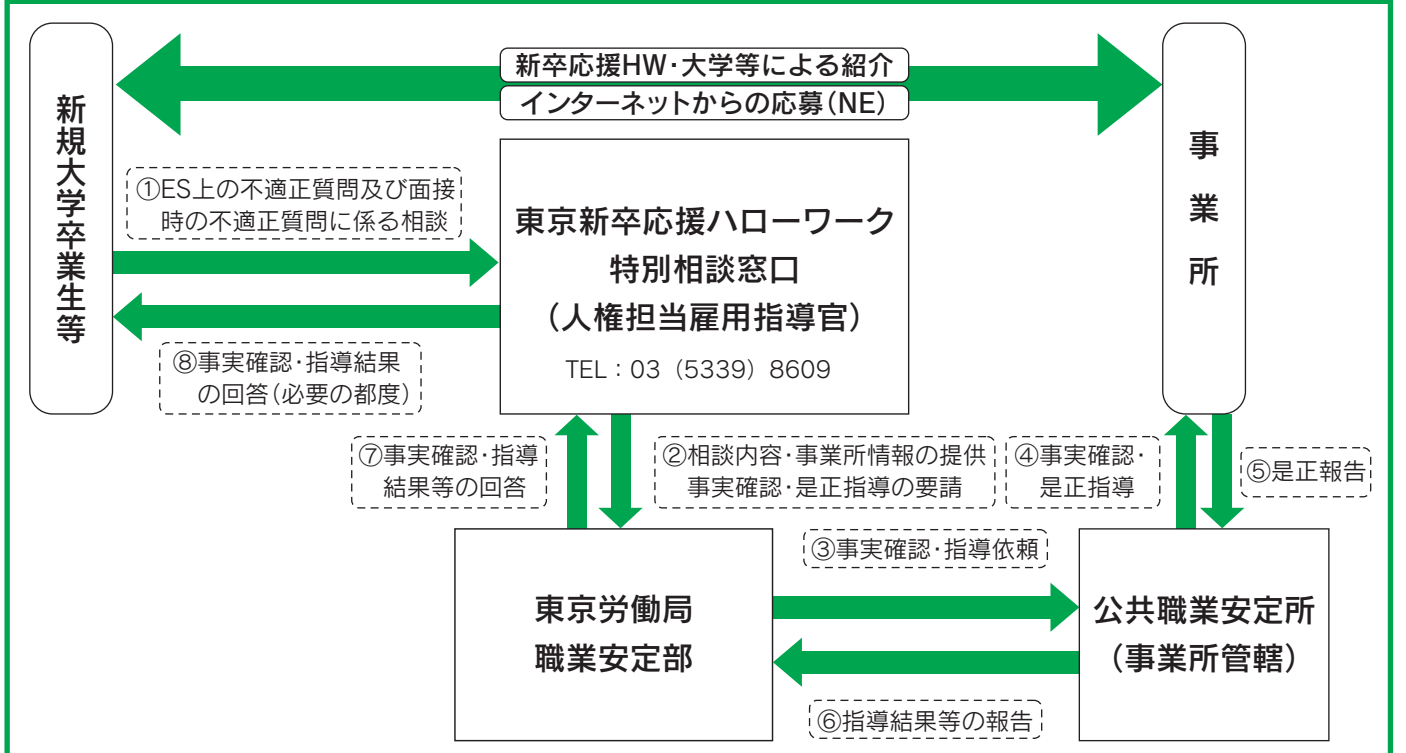 新卒応援HW･大学等による紹介
インターネットからの応募（NE）
新規大学卒業生等
事業所
①ES上の不適正質問及び面接
時の不適正質問に係る相談
東京新卒応援ハローワーク
特別相談窓口
（人権担当雇用指導官）
TEL：03（5339）8609
⑧事実確認･指導結果
の回答（必要の都度）
⑦事実確認･指導
結果等の回答
②相談内容･事業所情報の提供
事実確認･是正指導の要請
④事実確認･
是正指導
⑤是正報告
東京労働局
職業安定部
③事実確認･指導依頼
公共職業安定所
（事業所管轄）
⑥指導結果等の報告